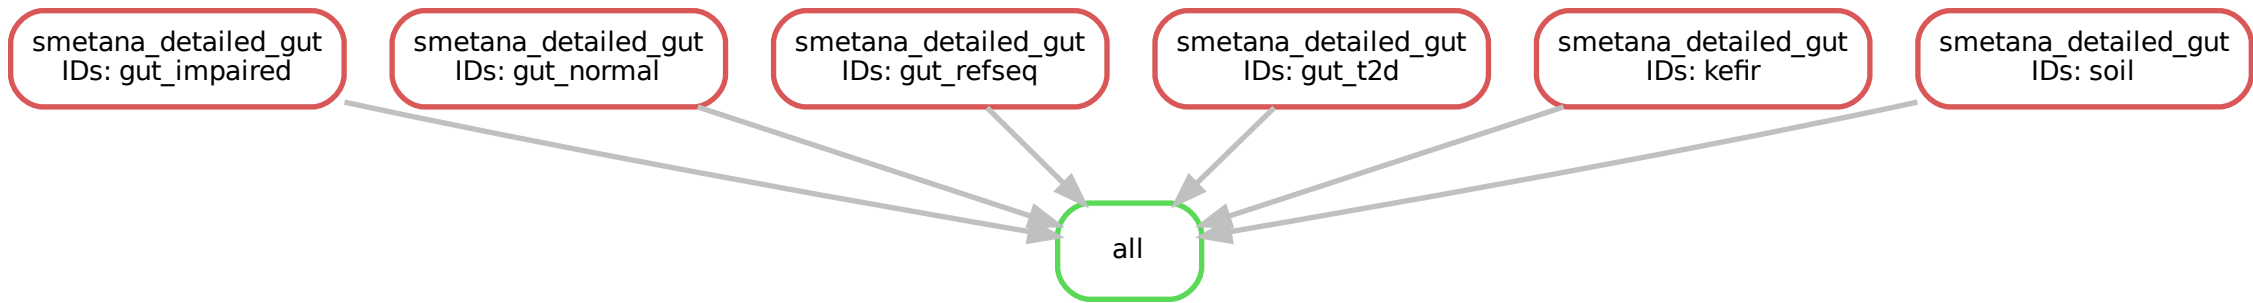 smetana_detailed_gut
IDs: gut_impaired
smetana_detailed_gut
IDs: gut_normal
smetana_detailed_gut
IDs: gut_refseq
smetana_detailed_gut
IDs: gut_t2d
smetana_detailed_gut
IDs: kefir
smetana_detailed_gut
IDs: soil
all